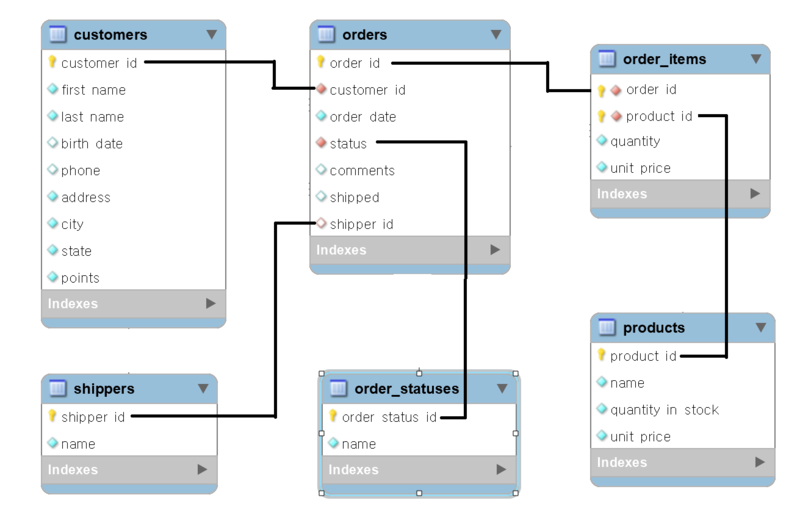 customers
customer id
first name
last name
birth date
phone
address
city
state
points
Indexes
orders
order id
customer id
order date
status
comments
shipped
shipper id
Indexes
order_items
order id
product id
quantity
unit price
Indexes
shippers
shipper id
name
Indexes
order_statuses
order status id
name
Indexes
products
product id
name
quantity in stock
unit price
Indexes